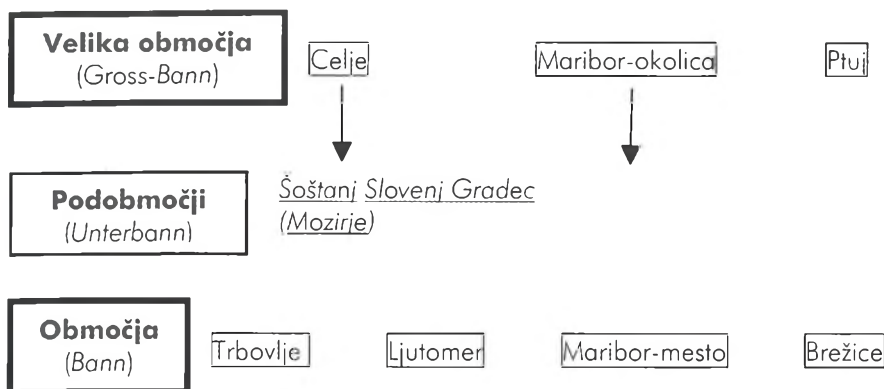 Velika območja
(Gross-Bann)
Celje
Maribor-okolica
Ptuj
Podobmočji
(Unterbann)
Šoštanj Slovenj Gradec
(Mozirje)
Območja
(Bann)
Trbovlje
Ljutomer
Maribor-mesto
Brežice